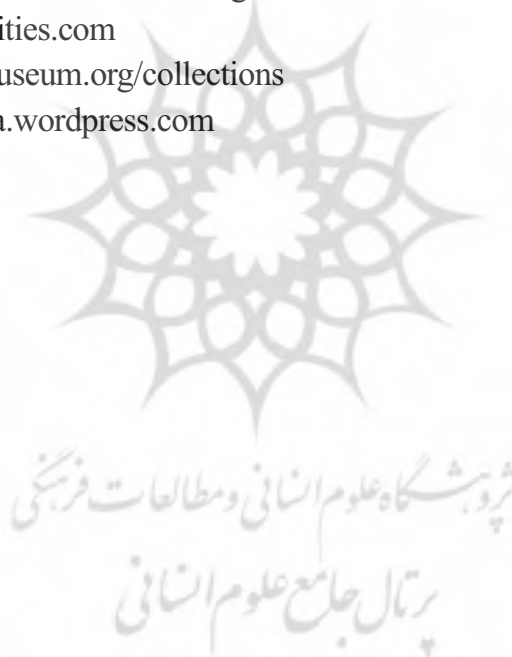 ities.com
useum.org/collections
a.wordpress.com
پژوهشگاه علوم انسانی و مطالعات فرهنگی
پرتال جامع علوم انسانی